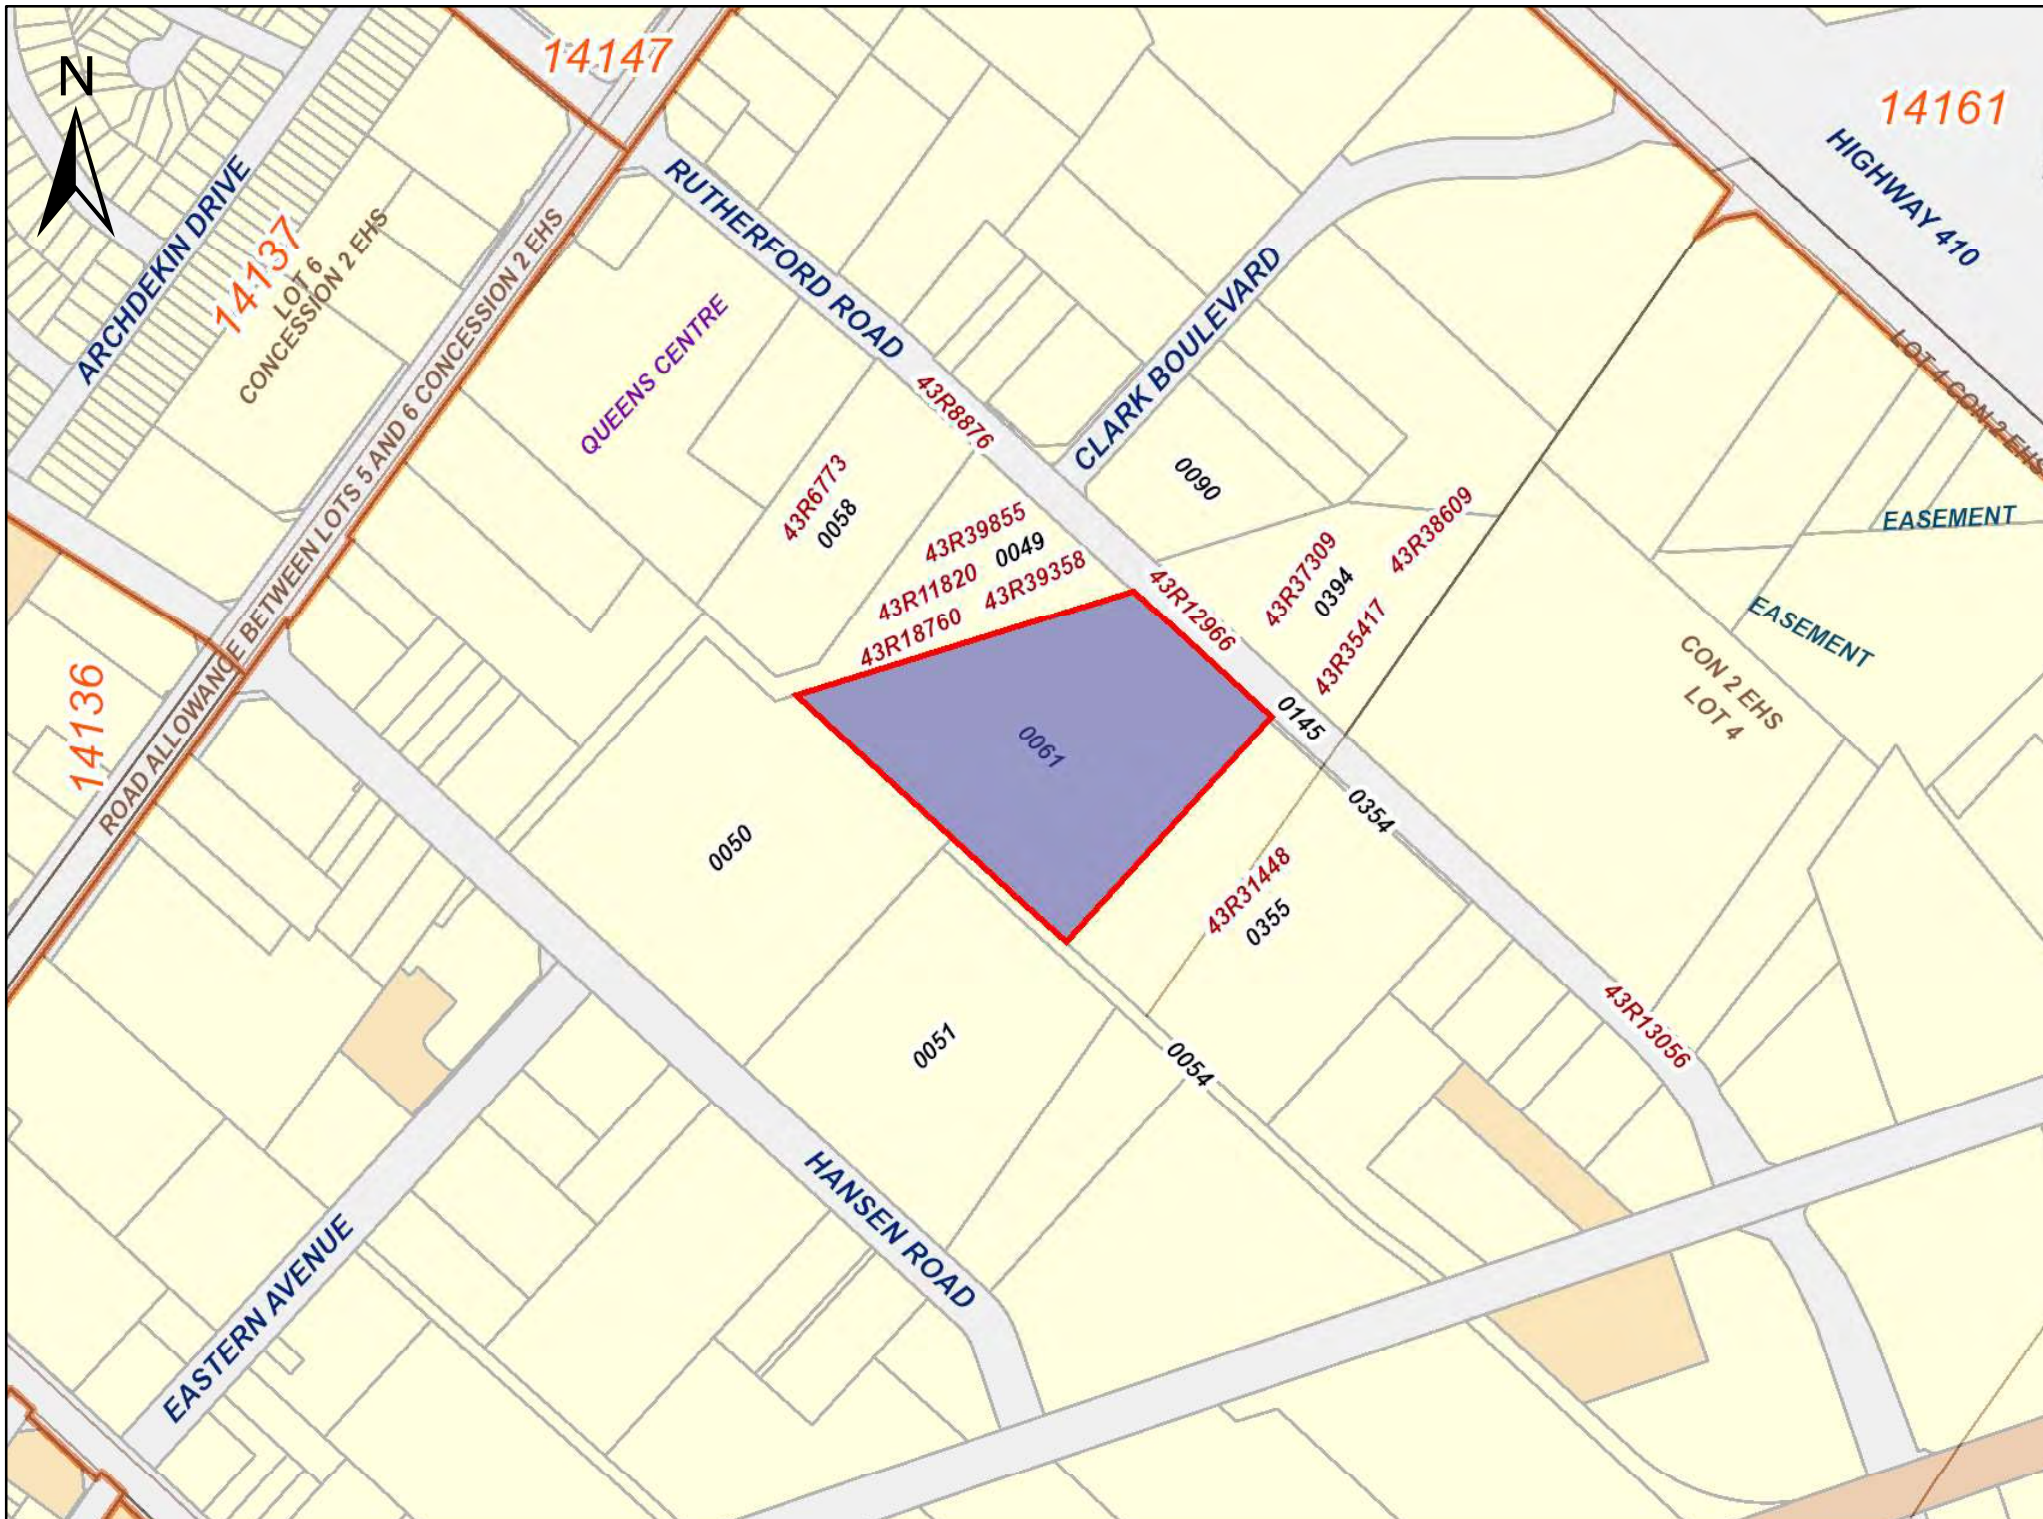 14147
N
14161
HIGHWAY 410
RUTHERFORD ROAD
ARCHDEKIN DRIVE
14137
LOT 6
CONCESSION 2 EHS
ROAD ALLOWANCE BETWEEN LOTS 5 AND 6 CONCESSION 2 EHS
CLARK BOULEVARD
QUEENS CENTRE
LOT 4 CON 2 EHS
43R8876
43R6773
0058
0090
43R39855
0049
43R11820
43R39358
43R18760
43R12966
43R37309
0394
43R38609
43R35417
EASEMENT
EASEMENT
CON 2 EHS
LOT 4
14136
0061
0145
0354
0050
43R31448
0355
0051
0054
43R13056
HANSEN ROAD
EASTERN AVENUE